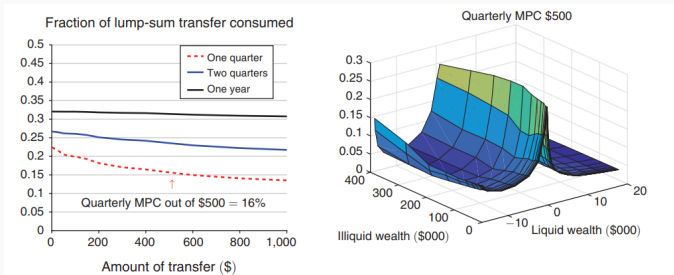 Fraction of lump-sum transfer consumed
0.5
0.45
0.4
0.35
0.3
0.25
0.2
0.15
0.1
0.05
0
One quarter
Two quarters
One year
Quarterly MPC out of $500 = 16%
0 200 400 600 800 1,000
Amount of transfer ($)
Quarterly MPC $500
0.3
0.25
0.2
0.15
0.1
0.05
0
400
300
200
100
0
−10
0
10
20
Illiquid wealth ($000)
Liquid wealth ($000)